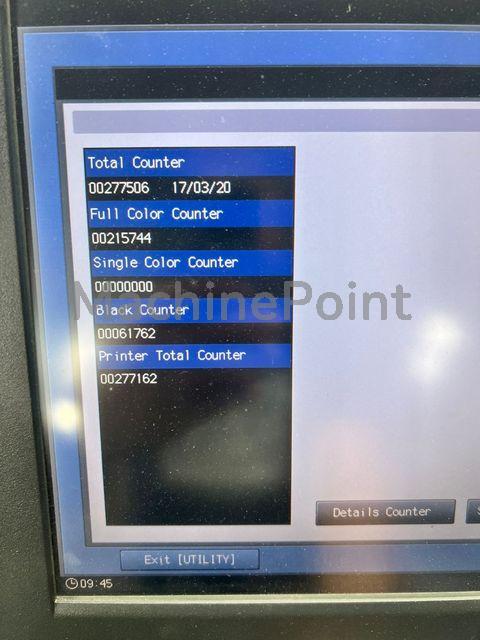 Total Counter
00277506 17/03/20
Full Color Counter
00215744
Single Color Counter
00000000
MachinePoint
Black Counter
00061762
Printer Total Counter
00277162
Details Counter
Exit [UTILITY]
09:45